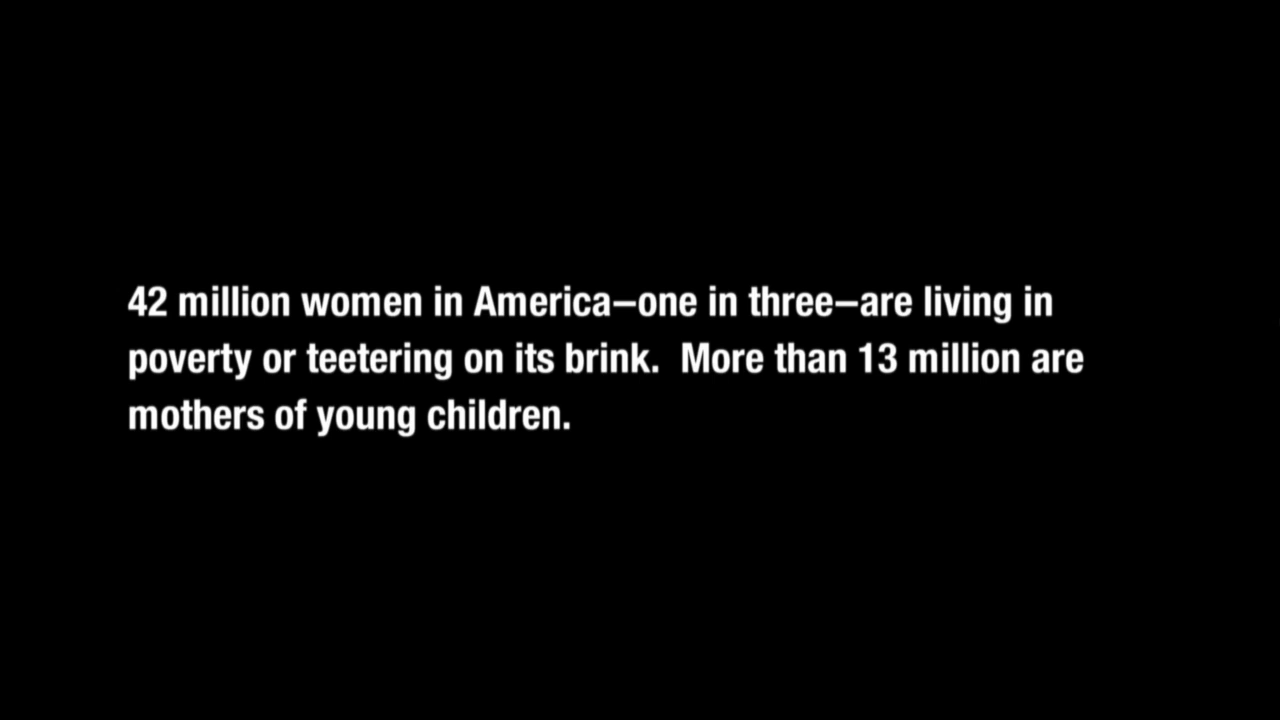 42 million women in America–one in three–are living in
poverty or teetering on its brink.  More than 13 million are
mothers of young children.